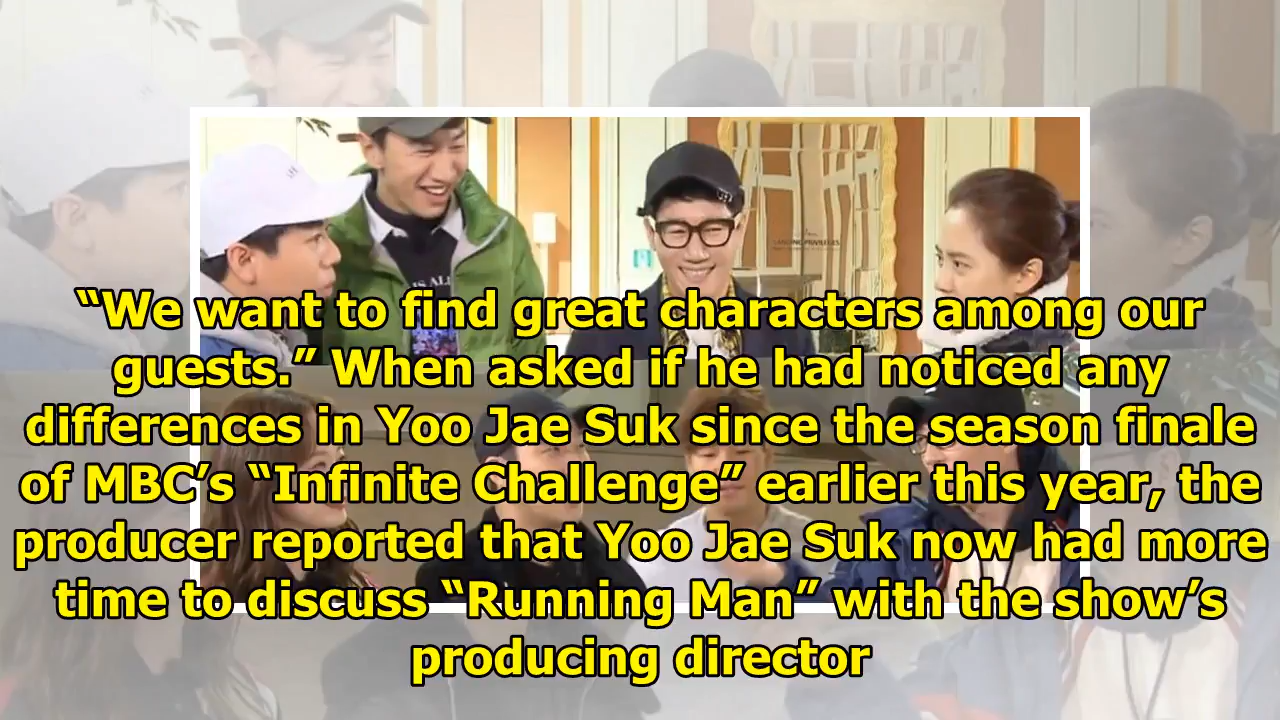 “We want to find great characters among our
guests.” When asked if he had noticed any
differences in Yoo Jae Suk since the season finale
of MBC’s “Infinite Challenge” earlier this year, the
producer reported that Yoo Jae Suk now had more
time to discuss “Running Man” with the show’s
producing director